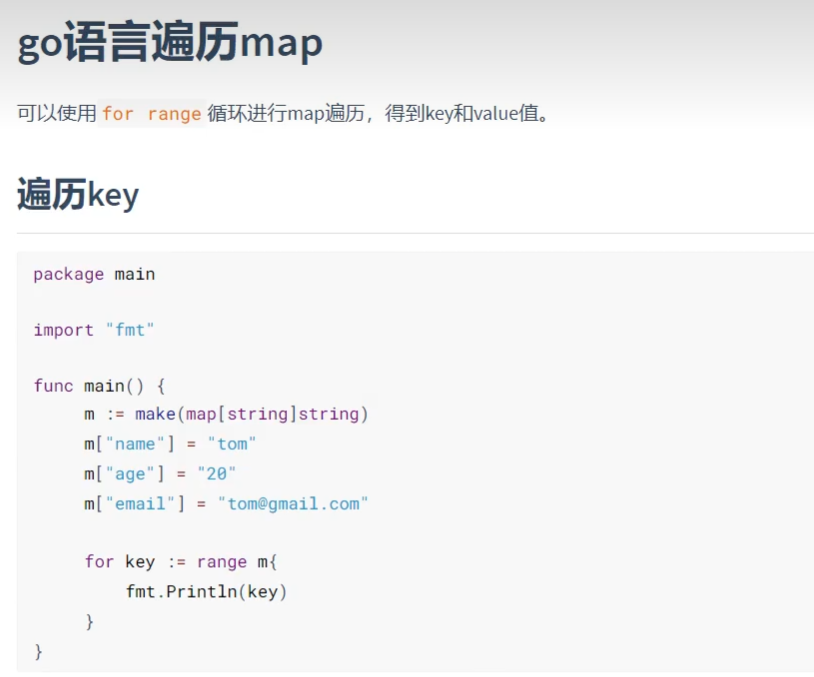 go语言遍历map
可以使用 for range 循环进行map遍历，得到key和value值。
遍历key
package main
import "fmt"
func main() {
m := make(map[string]string)
m["name"] = "tom"
m["age"] = "20"
m["email"] = "tom@gmail.com"
for key := range m{
fmt.Println(key)
}
}